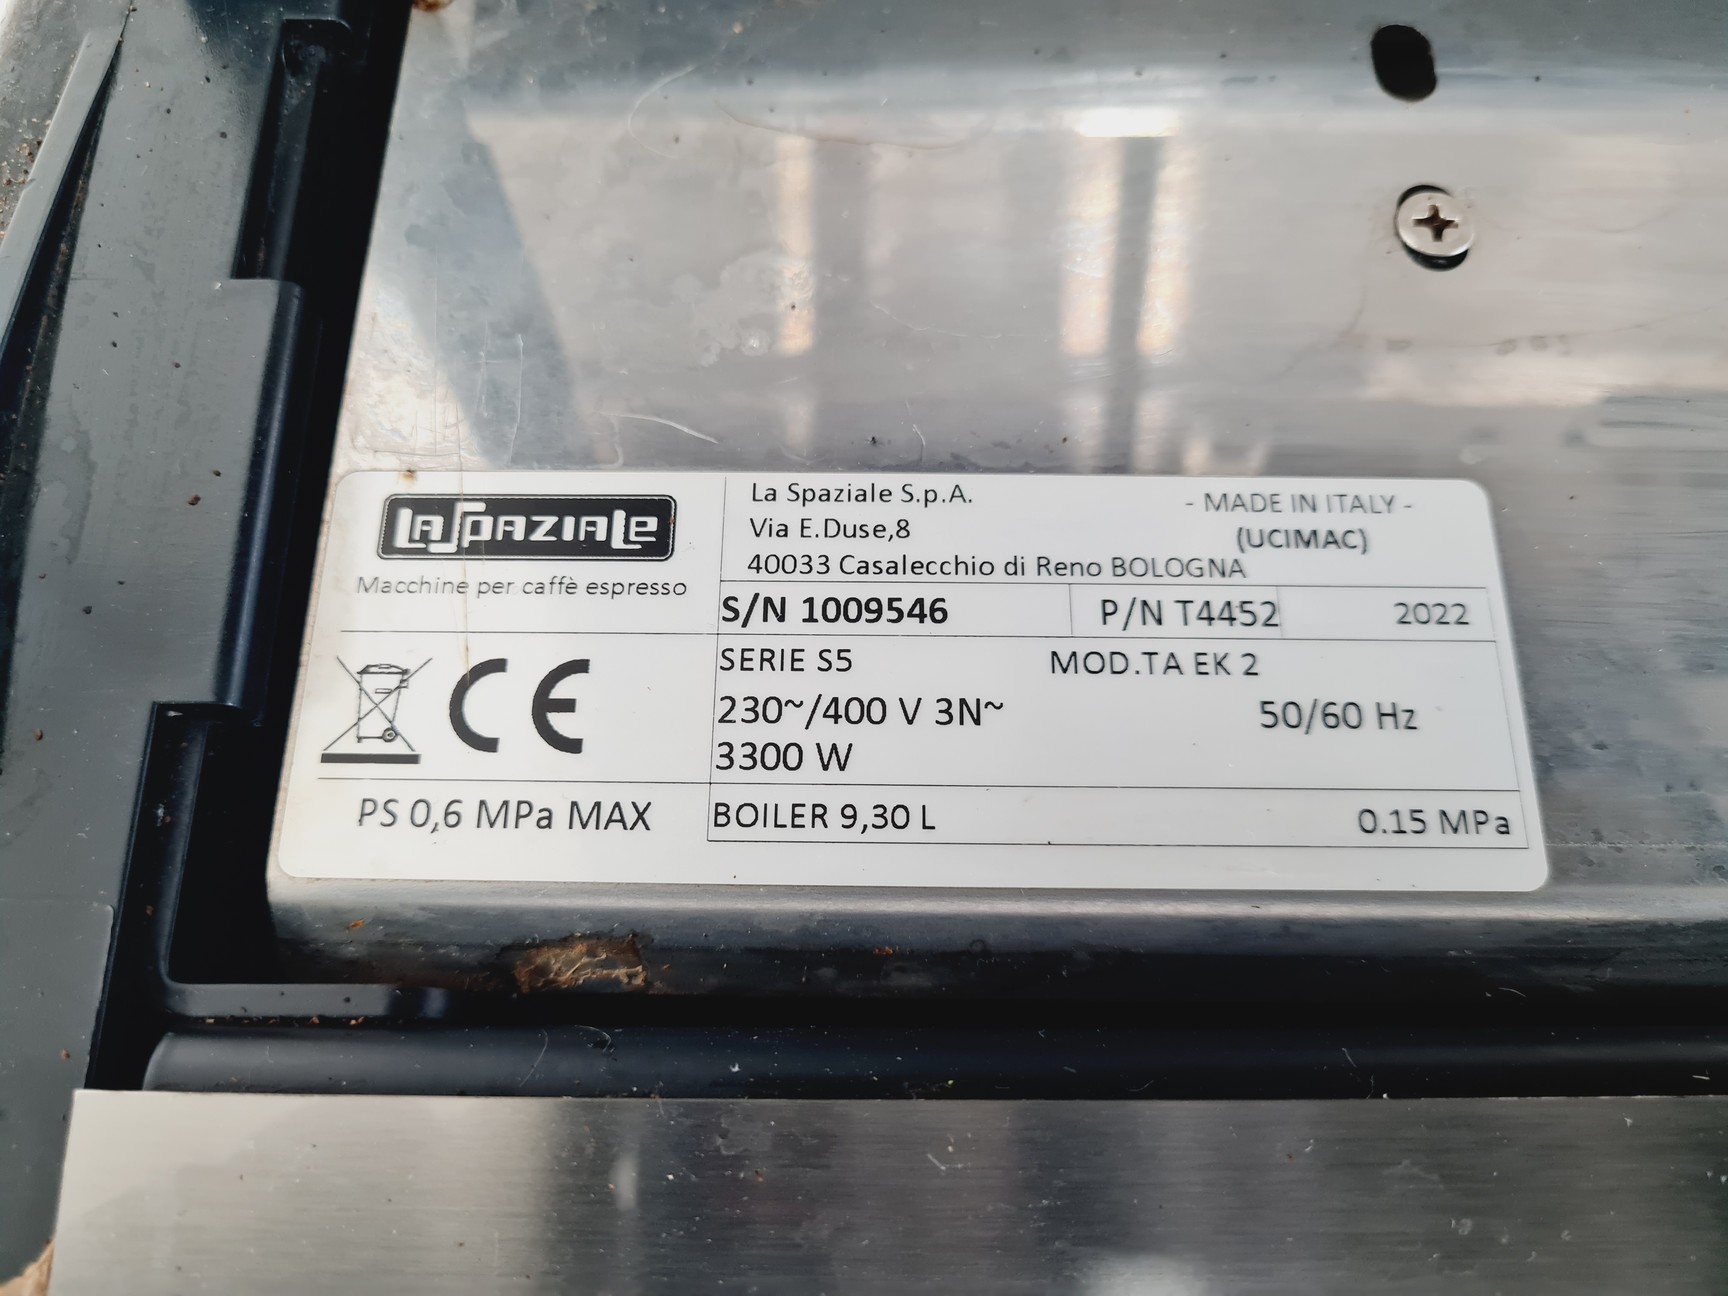 LaSpaziale
Macchine per caffè espresso
La Spaziale S.p.A.
Via E.Duse,8
40033 Casalecchio di Reno BOLOGNA
- MADE IN ITALY -
(UCIMAC)
S/N 1009546 P/N T4452 2022
SERIE S5 MOD.TA EK 2
230~/400 V 3N~ 50/60 Hz
3300 W
CE
PS 0,6 MPa MAX BOILER 9,30 L 0.15 MPa